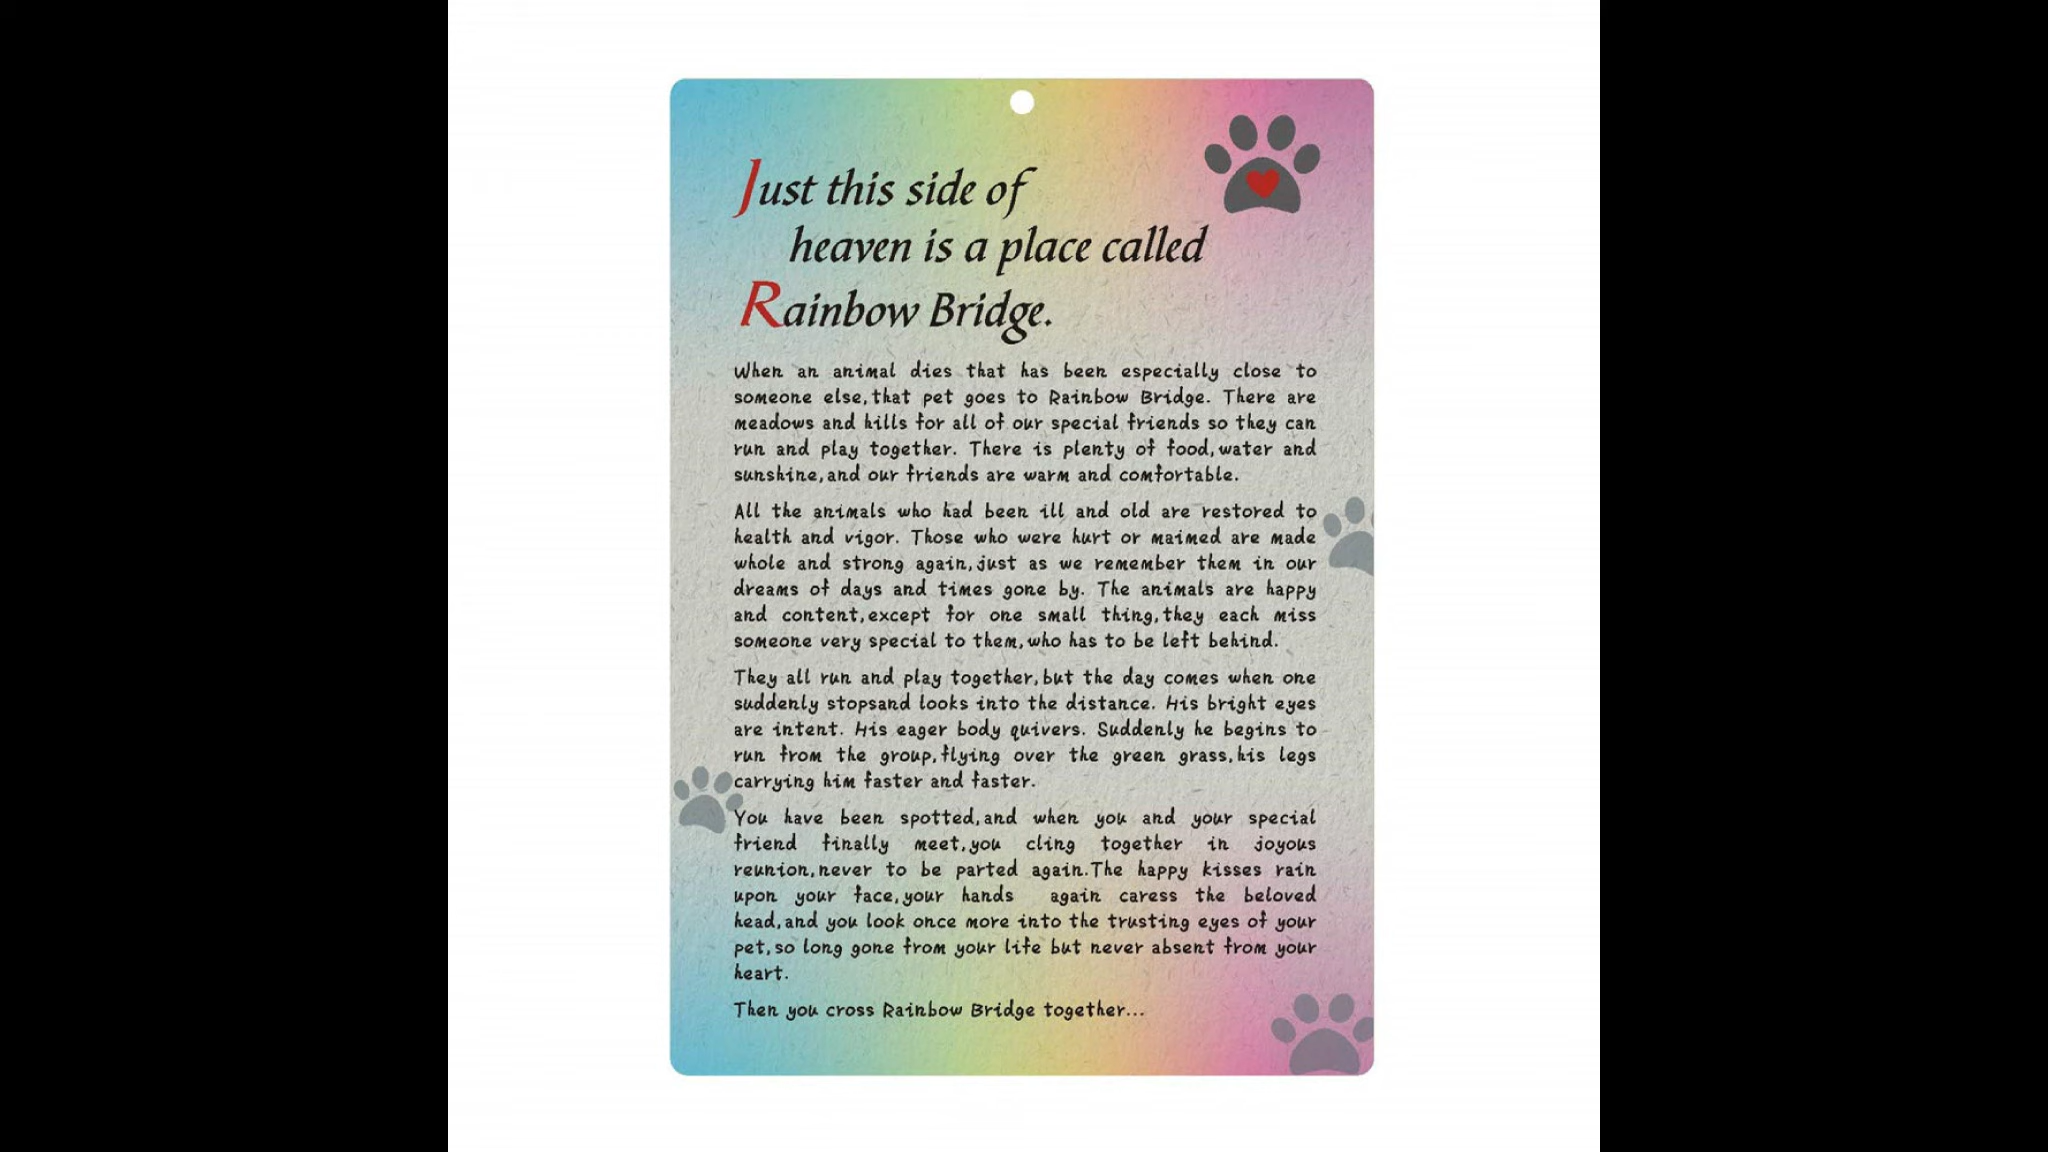 Just this side of
heaven is a place called
Rainbow Bridge.
When an animal dies that has been especially close to
someone else,that pet goes to Rainbow Bridge. There are
meadows and hills for all of our special friends so they can
run and play together. There is plenty of food,water and
sunshine,and our friends are warm and comfortable.
All the animals who had been ill and old are restored to
health and vigor. Those who were hurt or maimed are made
whole and strong again,just as we remember them in our
dreams of days and times gone by. The animals are happy
and content,except for one small thing,they each miss
someone very special to them,who has to be left behind.
They all run and play together,but the day comes when one
suddenly stopsand looks into the distance. His bright eyes
are intent. His eager body quivers. Suddenly he begins to
run from the group,flying over the green grass,his legs
carrying him faster and faster.
You have been spotted,and when you and your special
friend finally meet,you cling together in joyous
reunion,never to be parted again.The happy kisses rain
upon your face,your hands again caress the beloved
head,and you look once more into the trusting eyes of your
pet,so long gone from your life but never absent from your
heart.
Then you cross Rainbow Bridge together...